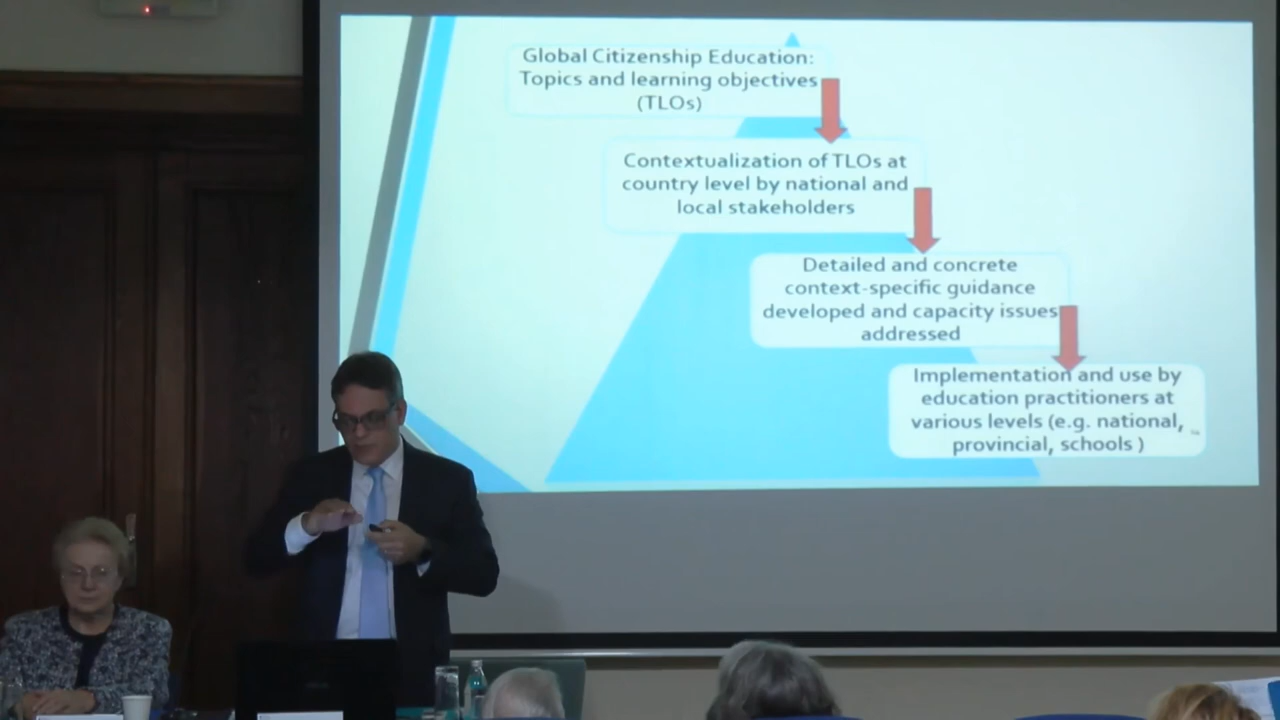 Global Citizenship Education:
Topics and learning objectives
(TLOs)
Contextualization of TLOs at
country level by national and
local stakeholders
Detailed and concrete
context-specific guidance
developed and capacity issues
addressed
Implementation and use by
education practitioners at
various levels (e.g. national,
provincial, schools )